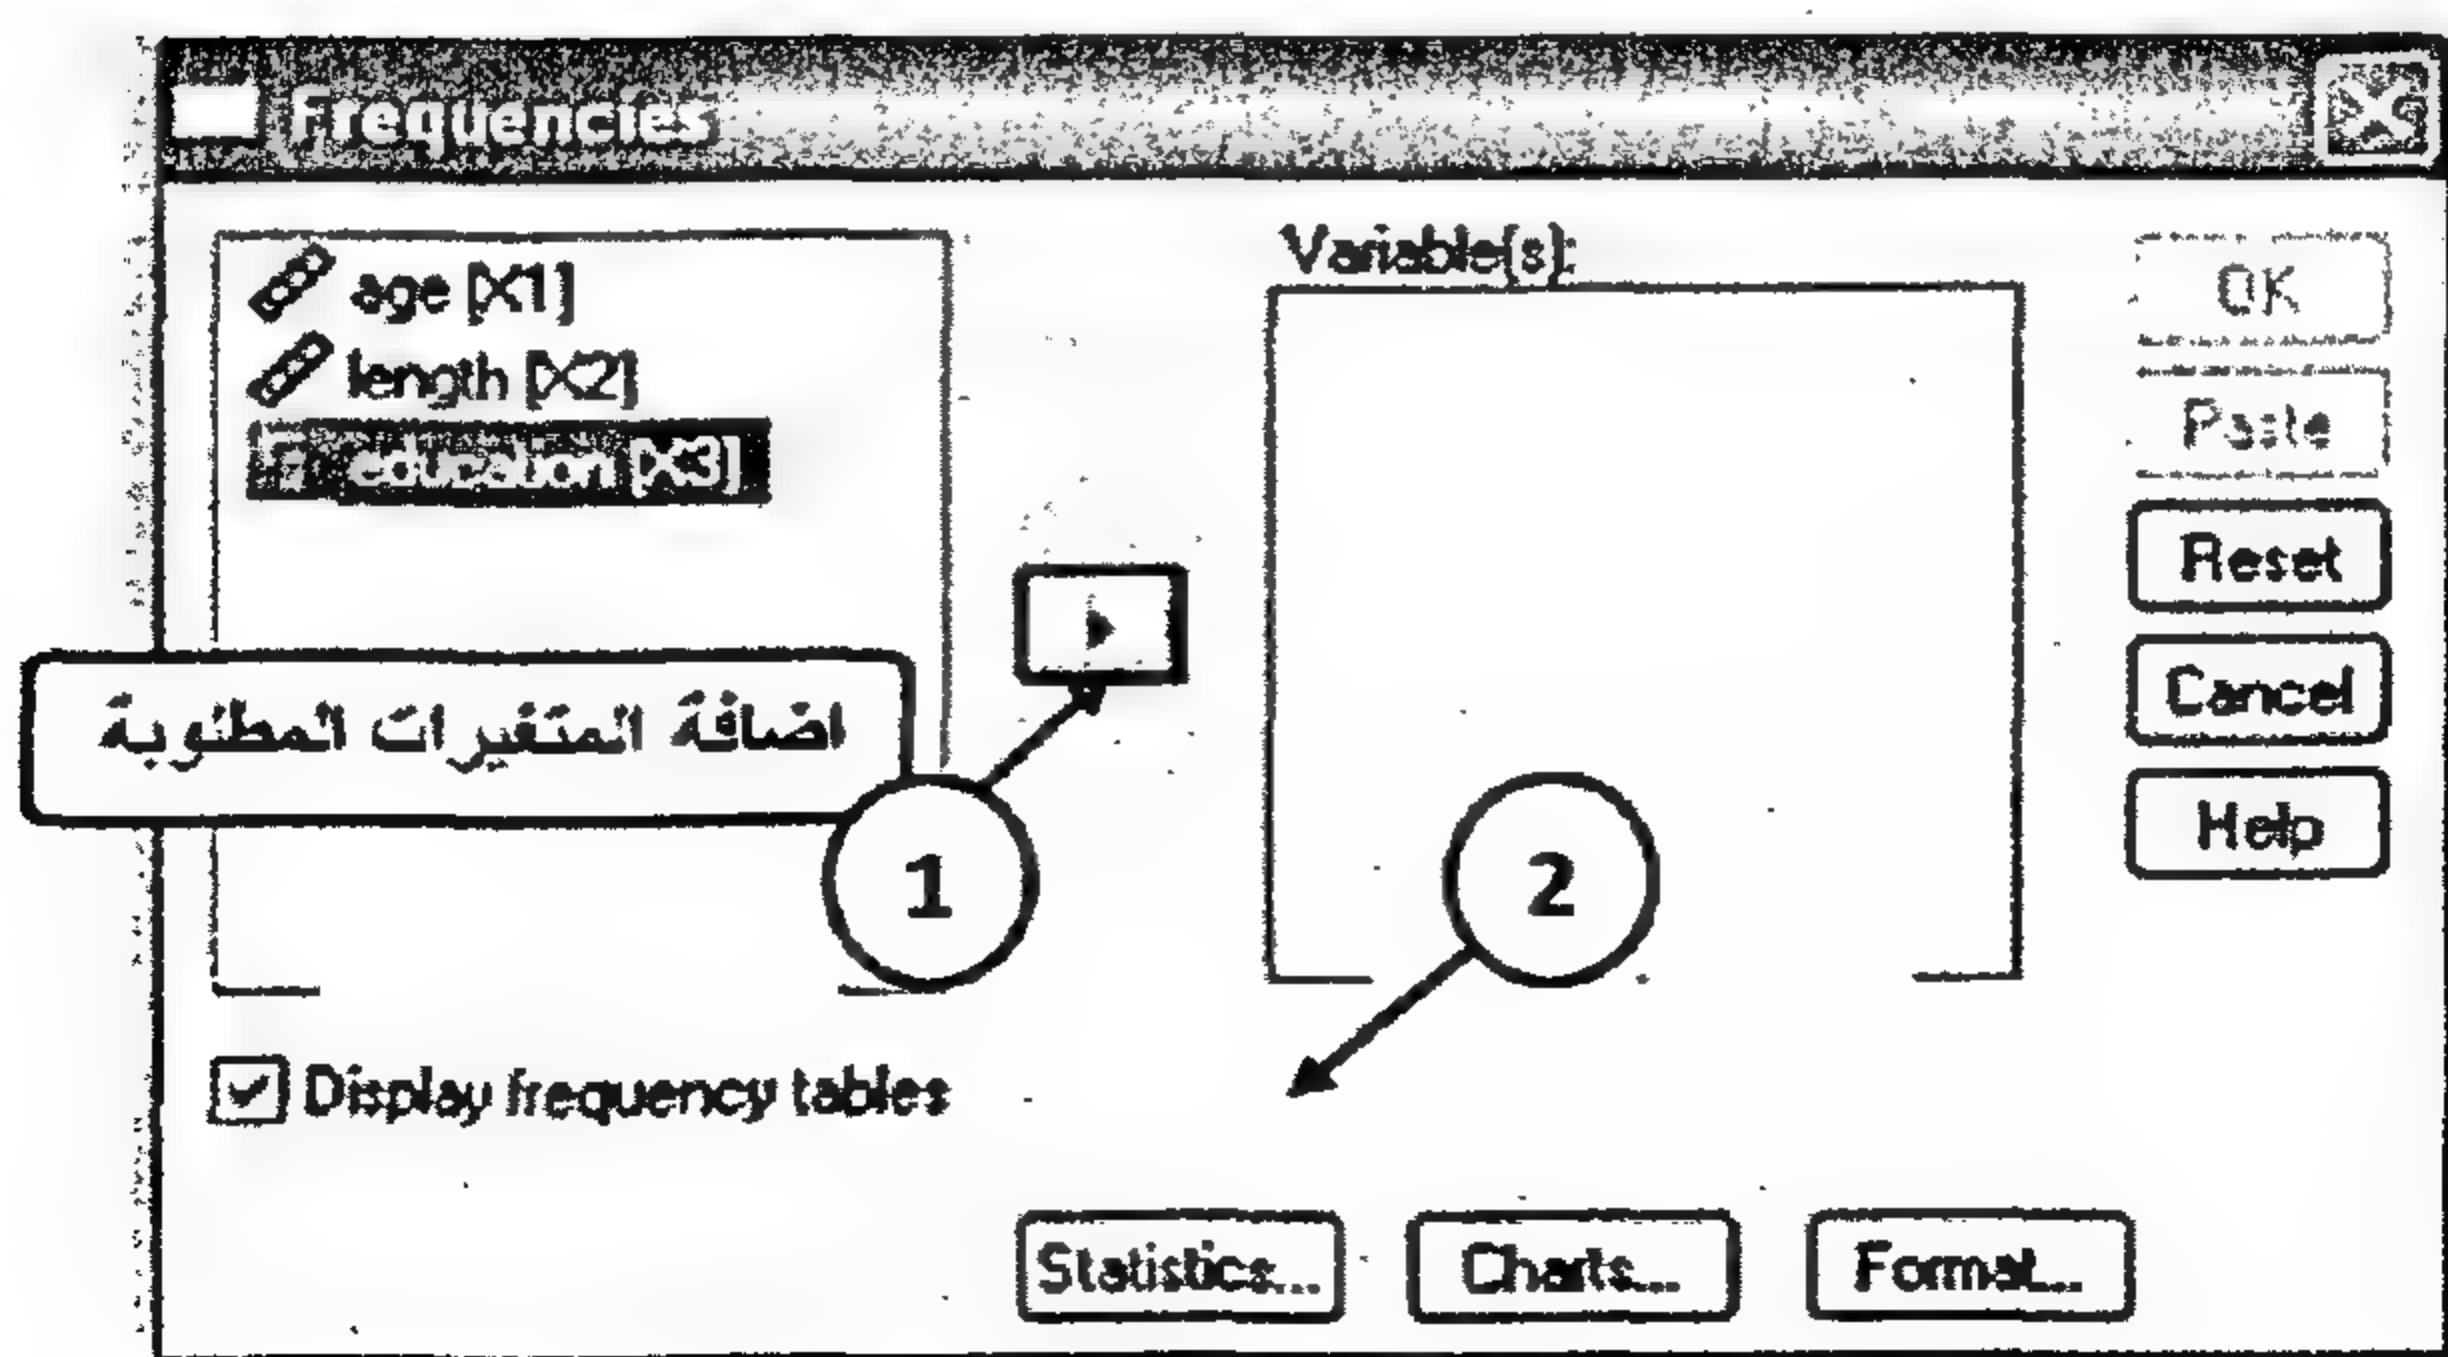 Frequencies
Variable(s):
age [X1]
length [X2]
education [X3]
OK
Paste
Reset
Cancel
Help
اضافة المتغيرات المطلوبة
1
2
Display frequency tables
Statistics...
Charts...
Format...